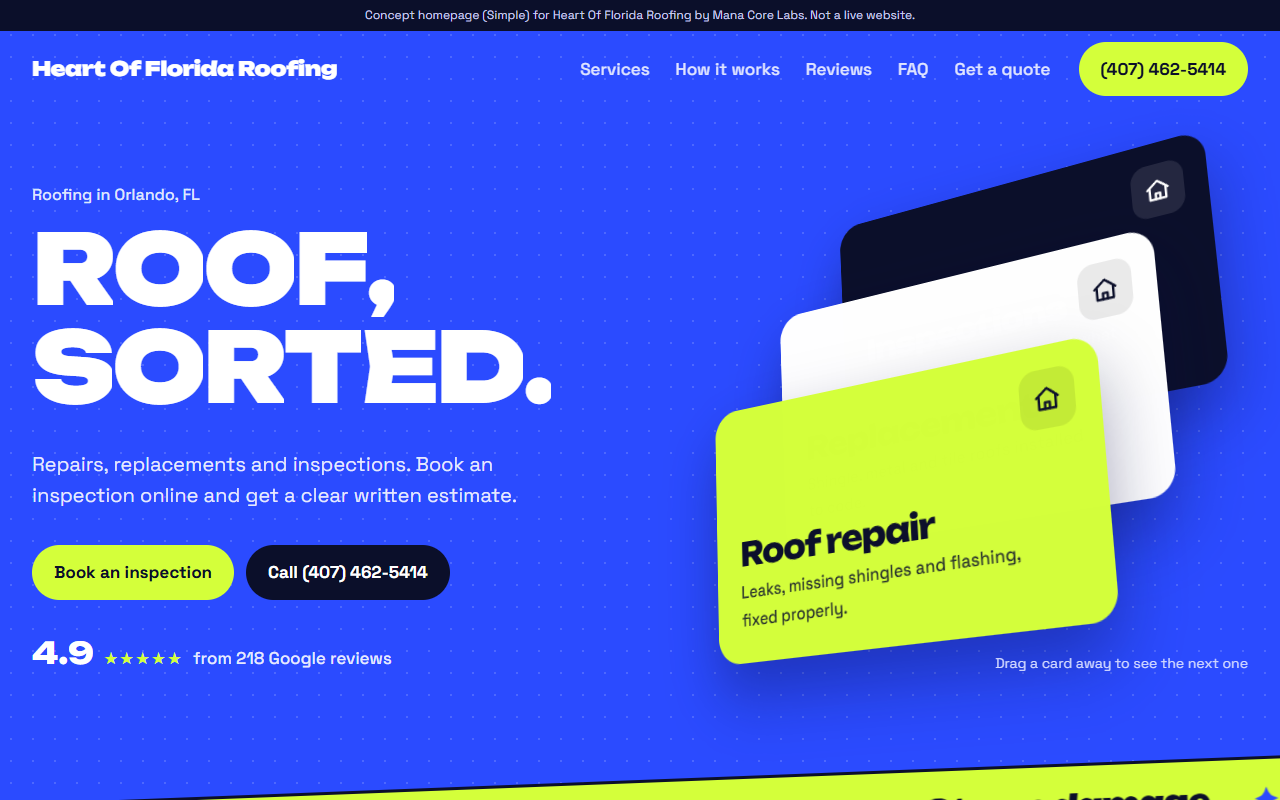 Concept homepage (Simple) for Heart Of Florida Roofing by Mana Core Labs. Not a live website.
Heart Of Florida Roofing
Services
How it works
Reviews
FAQ
Get a quote
(407) 462-5414
Roofing in Orlando, FL
ROOF,
SORTED.
Repairs, replacements and inspections. Book an
inspection online and get a clear written estimate.
Book an inspection
Call (407) 462-5414
4.9 ★★★★★ from 218 Google reviews
Roof repair
Leaks, missing shingles and flashing,
fixed properly.
Drag a card away to see the next one